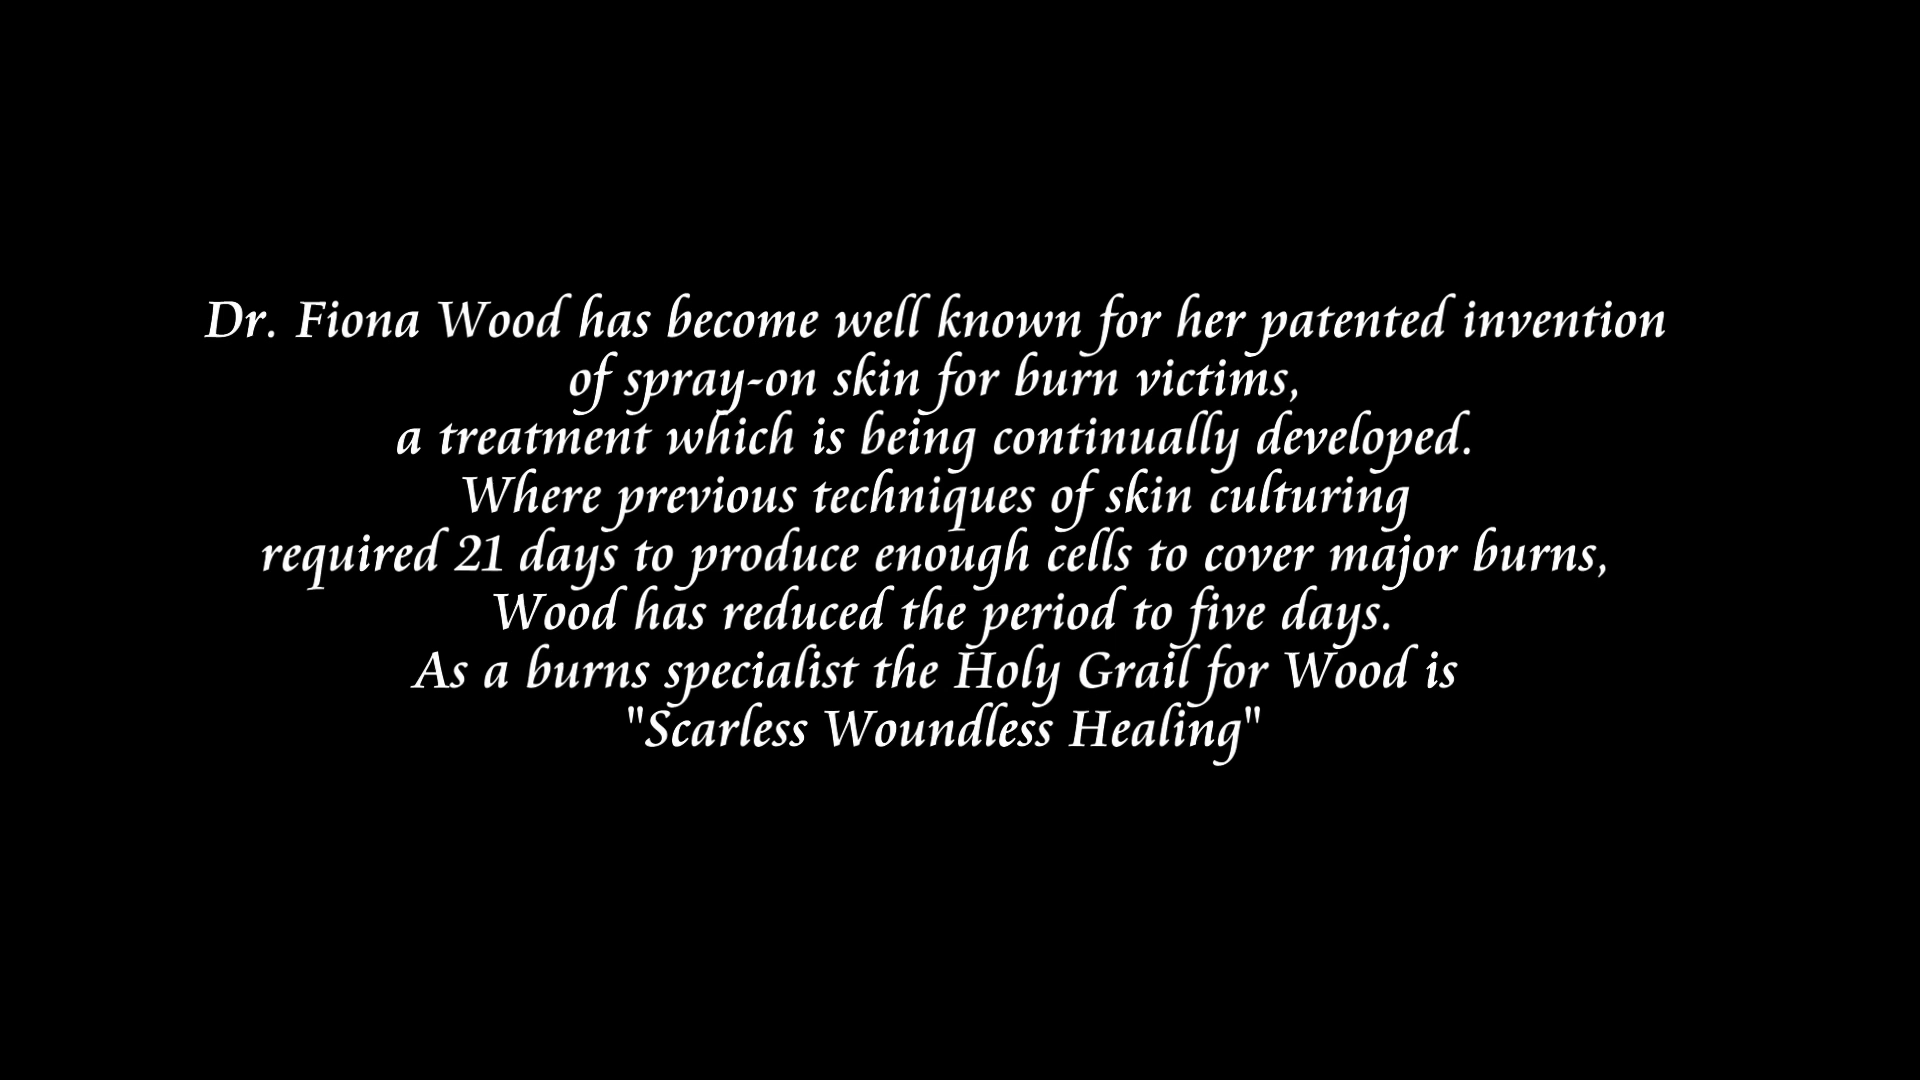 Dr. Fiona Wood has become well known for her patented invention
of spray-on skin for burn victims,
a treatment which is being continually developed.
Where previous techniques of skin culturing
required 21 days to produce enough cells to cover major burns,
Wood has reduced the period to five days.
As a burns specialist the Holy Grail for Wood is
"Scarless Woundless Healing"